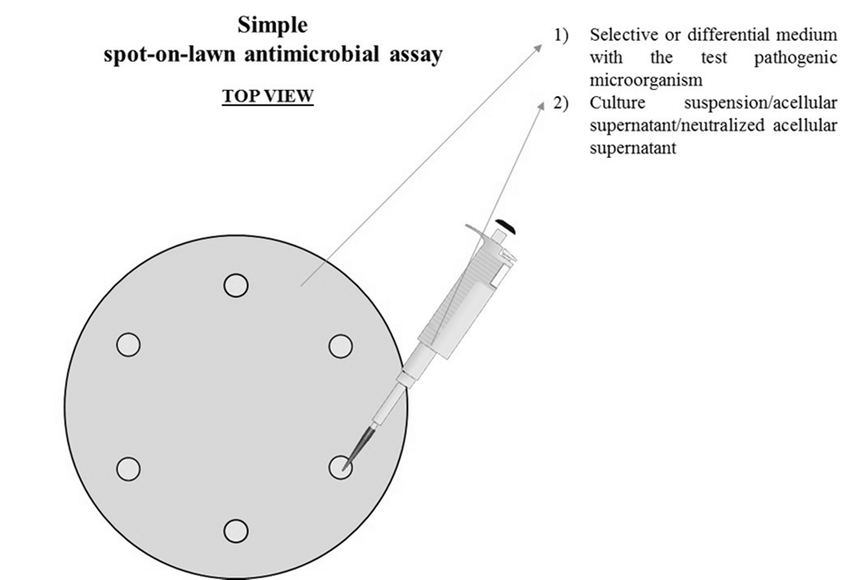 Simple
spot-on-lawn antimicrobial assay
TOP VIEW
1) Selective or differential medium
with the test pathogenic
microorganism
2) Culture suspension/acellular
supernatant/neutralized acellular
supernatant